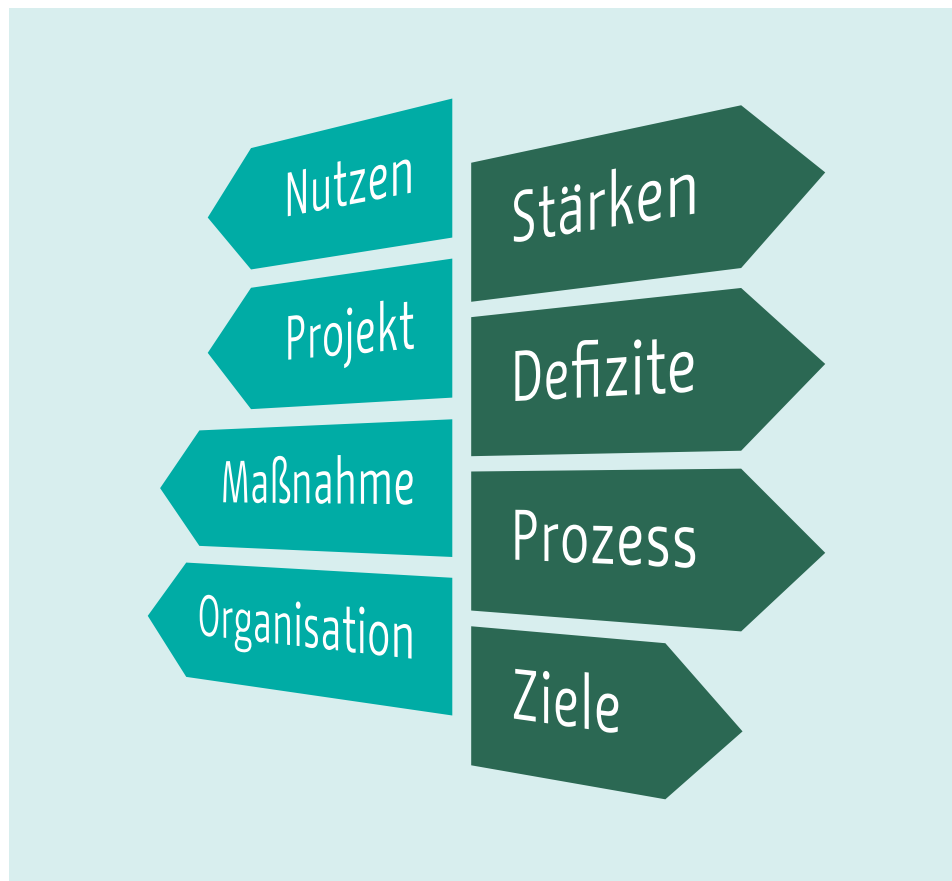 Nutzen
Projekt
Maßnahme
Organisation
Stärken
Defizite
Prozess
Ziele